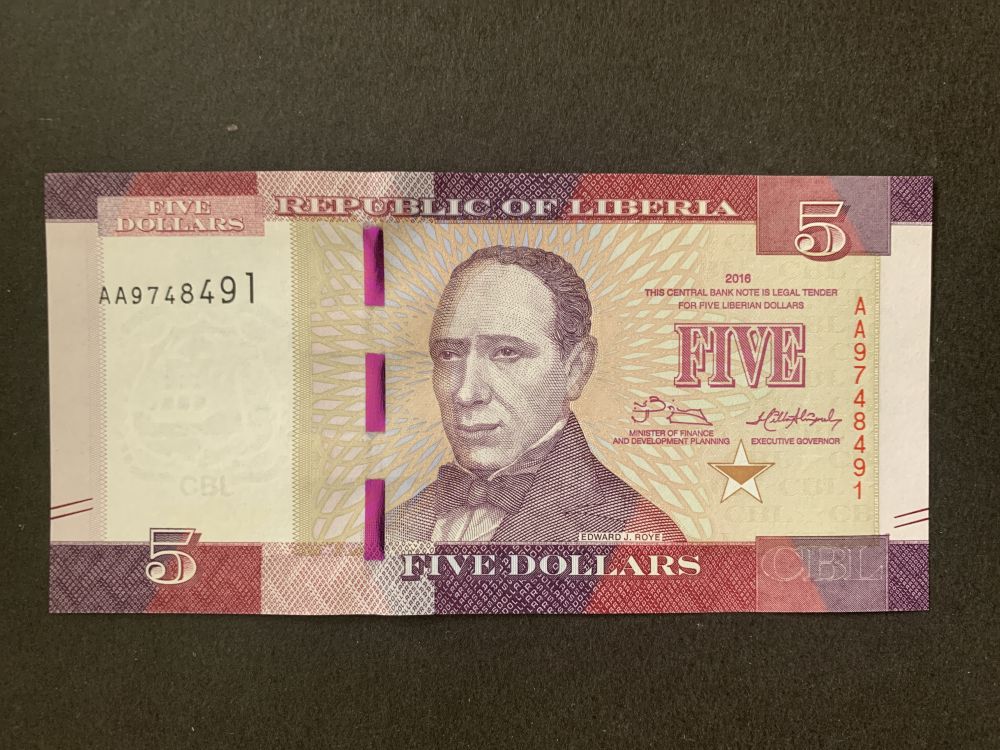 FIVE
DOLLARS
REPUBLIC OF LIBERIA
5
AA9748491
2016
THIS CENTRAL BANK NOTE IS LEGAL TENDER
FOR FIVE LIBERIAN DOLLARS
FIVE
AA9748491
MINISTER OF FINANCE
AND DEVELOPMENT PLANNING
EXECUTIVE GOVERNOR
CBL
EDWARD J. ROYE
5
FIVE DOLLARS
CBL